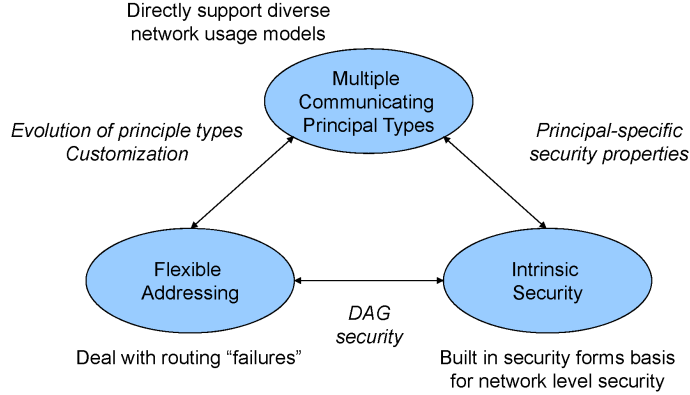 Directly support diverse
network usage models
Multiple
Communicating
Principal Types
Evolution of principle types
Customization
Principal-specific
security properties
Flexible
Addressing
Intrinsic
Security
DAG
security
Deal with routing “failures”
Built in security forms basis
for network level security